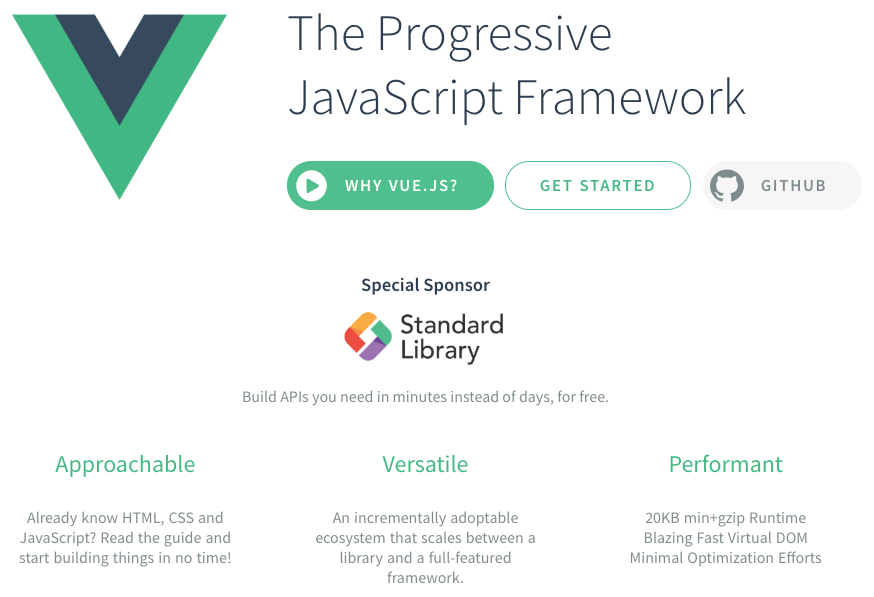 The Progressive
JavaScript Framework
WHY VUE.JS?
GET STARTED
GITHUB
Special Sponsor
Standard
Library
Build APIs you need in minutes instead of days, for free.
Approachable
Already know HTML, CSS and
JavaScript? Read the guide and
start building things in no time!
Versatile
An incrementally adoptable
ecosystem that scales between a
library and a full-featured
framework.
Performant
20KB min+gzip Runtime
Blazing Fast Virtual DOM
Minimal Optimization Efforts